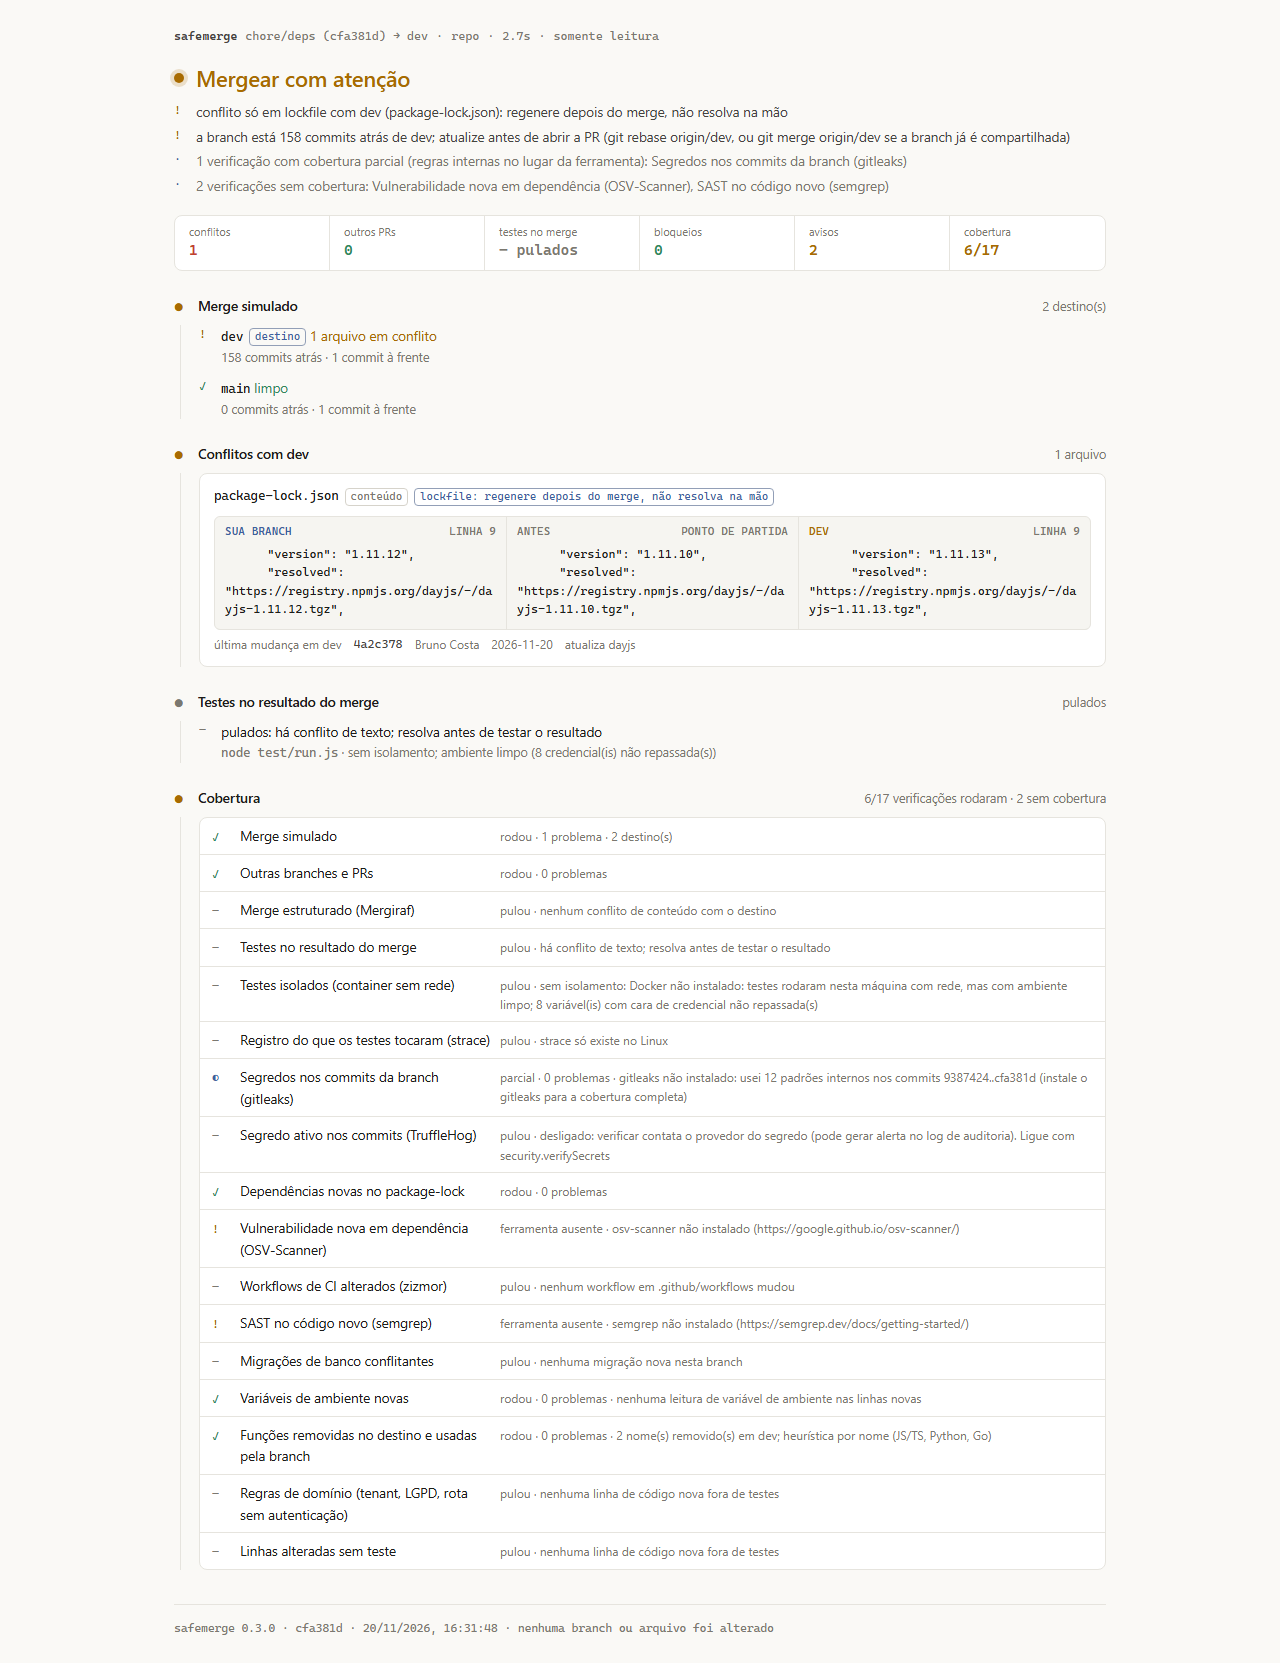 safemerge chore/deps (cfa381d) → dev · repo · 2.7s · somente leitura
Mergear com atenção
! conflito só em lockfile com dev (package-lock.json): regenere depois do merge, não resolva na mão
! a branch está 158 commits atrás de dev; atualize antes de abrir a PR (git rebase origin/dev, ou git merge origin/dev se a branch já é compartilhada)
· 1 verificação com cobertura parcial (regras internas no lugar da ferramenta): Segredos nos commits da branch (gitleaks)
· 2 verificações sem cobertura: Vulnerabilidade nova em dependência (OSV-Scanner), SAST no código novo (semgrep)
conflitos
1
outros PRs
0
testes no merge
– pulados
bloqueios
0
avisos
2
cobertura
6/17
Merge simulado 2 destino(s)
! dev destino 1 arquivo em conflito
158 commits atrás · 1 commit à frente
✓ main limpo
0 commits atrás · 1 commit à frente
Conflitos com dev 1 arquivo
package-lock.json conteúdo lockfile: regenere depois do merge, não resolva na mão
SUA BRANCH LINHA 9
"version": "1.11.12",
"resolved":
"https://registry.npmjs.org/dayjs/-/da
yjs-1.11.12.tgz",
ANTES PONTO DE PARTIDA
"version": "1.11.10",
"resolved":
"https://registry.npmjs.org/dayjs/-/da
yjs-1.11.10.tgz",
DEV LINHA 9
"version": "1.11.13",
"resolved":
"https://registry.npmjs.org/dayjs/-/da
yjs-1.11.13.tgz",
última mudança em dev 4a2c378 Bruno Costa 2026-11-20 atualiza dayjs
Testes no resultado do merge pulados
– pulados: há conflito de texto; resolva antes de testar o resultado
node test/run.js · sem isolamento; ambiente limpo (8 credencial(is) não repassada(s))
Cobertura 6/17 verificações rodaram · 2 sem cobertura
✓ Merge simulado rodou · 1 problema · 2 destino(s)
✓ Outras branches e PRs rodou · 0 problemas
– Merge estruturado (Mergiraf) pulou · nenhum conflito de conteúdo com o destino
– Testes no resultado do merge pulou · há conflito de texto; resolva antes de testar o resultado
– Testes isolados (container sem rede) pulou · sem isolamento: Docker não instalado: testes rodaram nesta máquina com rede, mas com ambiente
limpo; 8 variável(is) com cara de credencial não repassada(s)
– Registro do que os testes tocaram (strace) pulou · strace só existe no Linux
◐ Segredos nos commits da branch
(gitleaks)
parcial · 0 problemas · gitleaks não instalado: usei 12 padrões internos nos commits 9387424..cfa381d (instale o
gitleaks para a cobertura completa)
– Segredo ativo nos commits (TruffleHog) pulou · desligado: verificar contata o provedor do segredo (pode gerar alerta no log de auditoria). Ligue com
security.verifySecrets
✓ Dependências novas no package-lock rodou · 0 problemas
! Vulnerabilidade nova em dependência
(OSV-Scanner)
ferramenta ausente · osv-scanner não instalado (https://google.github.io/osv-scanner/)
– Workflows de CI alterados (zizmor) pulou · nenhum workflow em .github/workflows mudou
! SAST no código novo (semgrep) ferramenta ausente · semgrep não instalado (https://semgrep.dev/docs/getting-started/)
– Migrações de banco conflitantes pulou · nenhuma migração nova nesta branch
✓ Variáveis de ambiente novas rodou · 0 problemas · nenhuma leitura de variável de ambiente nas linhas novas
✓ Funções removidas no destino e usadas
pela branch
rodou · 0 problemas · 2 nome(s) removido(s) em dev; heurística por nome (JS/TS, Python, Go)
– Regras de domínio (tenant, LGPD, rota
sem autenticação)
pulou · nenhuma linha de código nova fora de testes
– Linhas alteradas sem teste pulou · nenhuma linha de código nova fora de testes
safemerge 0.3.0 · cfa381d · 20/11/2026, 16:31:48 · nenhuma branch ou arquivo foi alterado